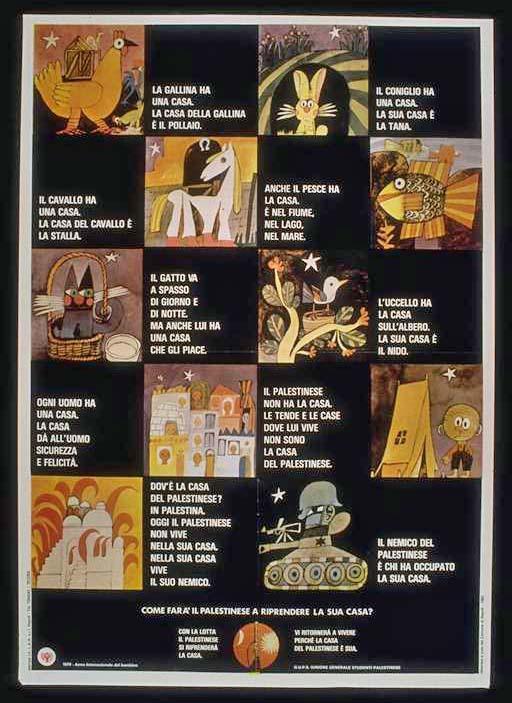 LA GALLINA HA
UNA CASA.
LA CASA DELLA GALLINA
È IL POLLAIO.
IL CONIGLIO HA
UNA CASA.
LA SUA CASA È
LA TANA.
IL CAVALLO HA
UNA CASA.
LA CASA DEL CAVALLO È
LA STALLA.
ANCHE IL PESCE HA
LA CASA.
È NEL FIUME,
NEL LAGO,
NEL MARE.
IL GATTO VA
A SPASSO
DI GIORNO E
DI NOTTE.
MA ANCHE LUI HA
UNA CASA
CHE GLI PIACE.
L'UCCELLO HA
LA CASA
SULL'ALBERO.
LA SUA CASA È
IL NIDO.
OGNI UOMO HA
UNA CASA.
LA CASA
DÀ ALL'UOMO
SICUREZZA
E FELICITÀ.
IL PALESTINESE
NON HA LA CASA.
LE TENDE E LE CASE
DOVE LUI VIVE
NON SONO
LA CASA
DEL PALESTINESE.
DOV'È LA CASA
DEL PALESTINESE?
IN PALESTINA.
OGGI IL PALESTINESE
NON VIVE
NELLA SUA CASA.
NELLA SUA CASA
VIVE
IL SUO NEMICO.
IL NEMICO DEL
PALESTINESE
È CHI HA OCCUPATO
LA SUA CASA.
COME FARA' IL PALESTINESE A RIPRENDERE LA SUA CASA?
CON LA LOTTA
IL PALESTINESE
SI RIPRENDERÀ
LA CASA.
VI RITORNERÀ A VIVERE
PERCHÉ LA CASA
DEL PALESTINESE È SUA.
1979 - Anno Internazionale del bambino
G.U.P.S. UNIONE GENERALE STUDENTI PALESTINESI